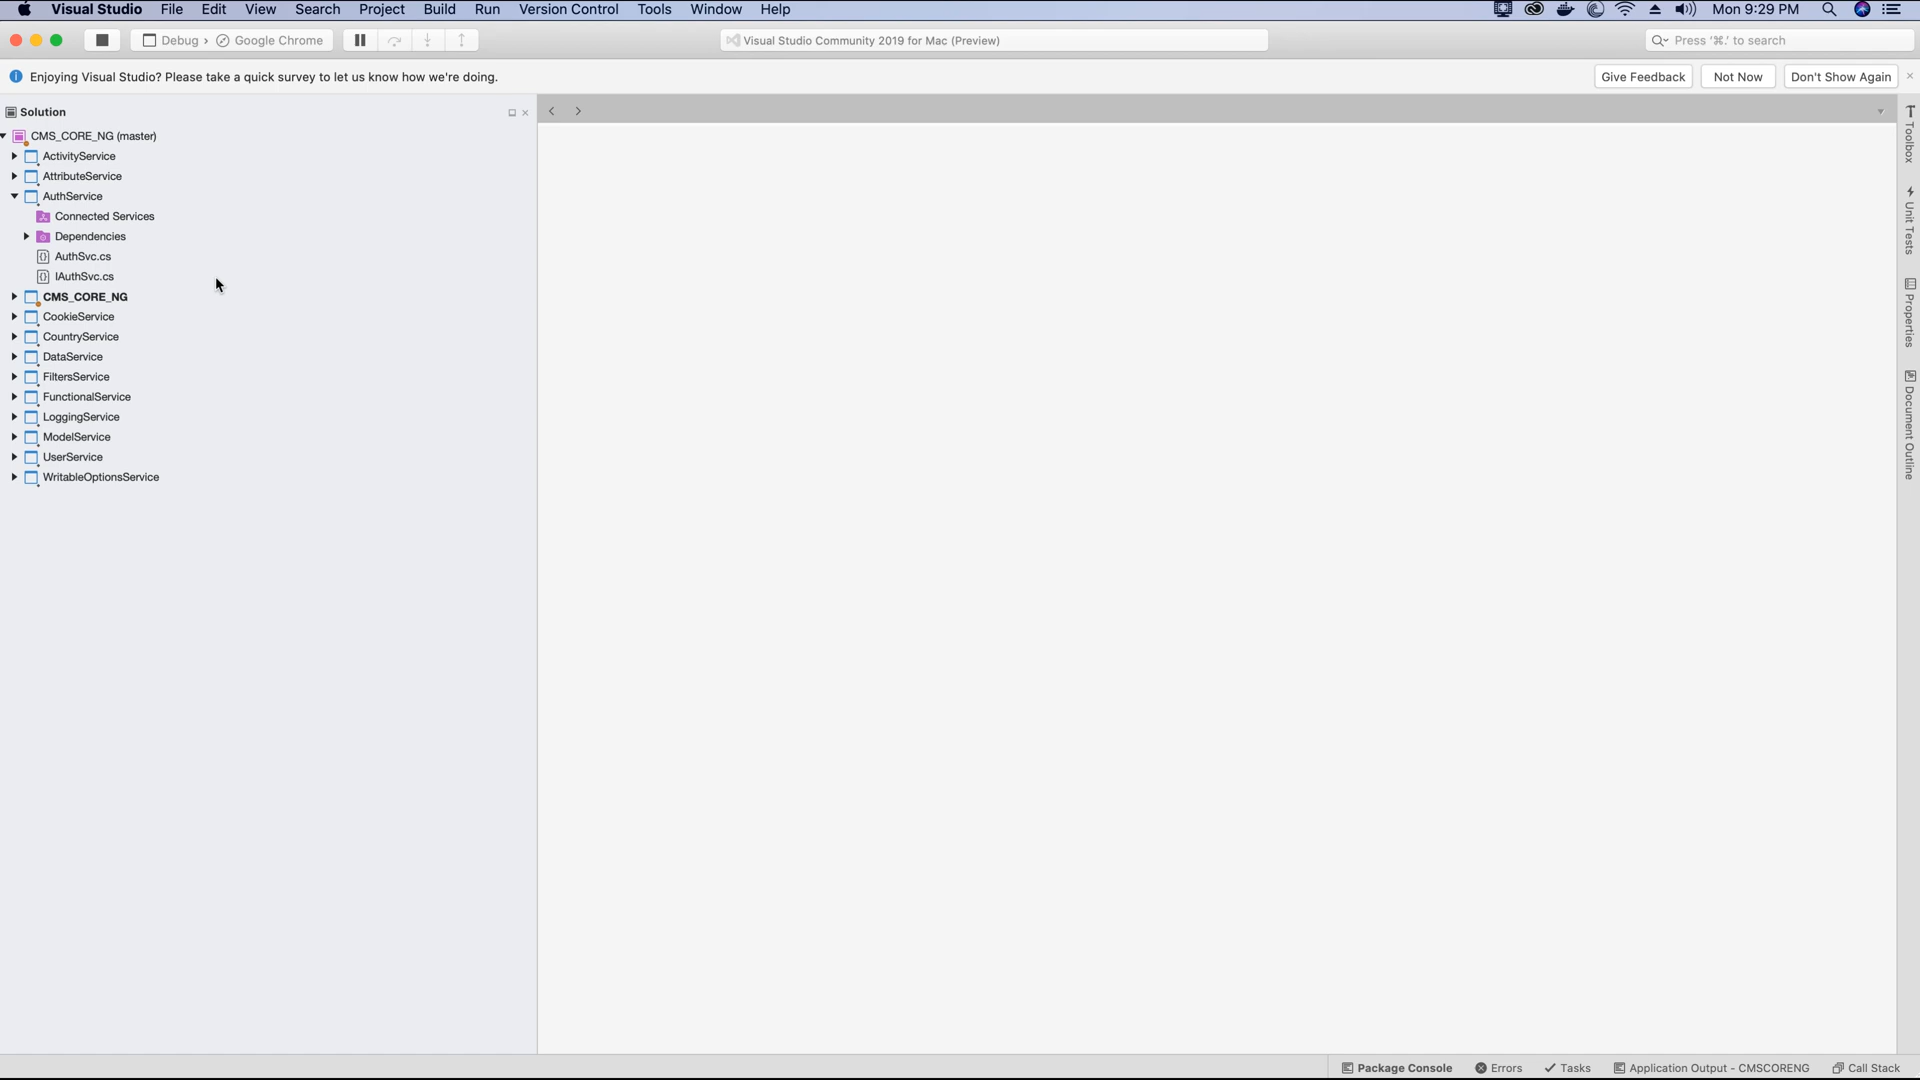 Visual Studio File Edit View Search Project Build Run Version Control Tools Window Help Mon 9:29 PM
Debug › Google Chrome Visual Studio Community 2019 for Mac (Preview) Press '⌘.' to search
Enjoying Visual Studio? Please take a quick survey to let us know how we're doing. Give Feedback Not Now Don't Show Again
Solution
CMS_CORE_NG (master)
ActivityService
AttributeService
AuthService
Connected Services
Dependencies
AuthSvc.cs
IAuthSvc.cs
CMS_CORE_NG
CookieService
CountryService
DataService
FiltersService
FunctionalService
LoggingService
ModelService
UserService
WritableOptionsService
Toolbox
Unit Tests
Properties
Document Outline
Package Console Errors Tasks Application Output - CMSCORENG Call Stack